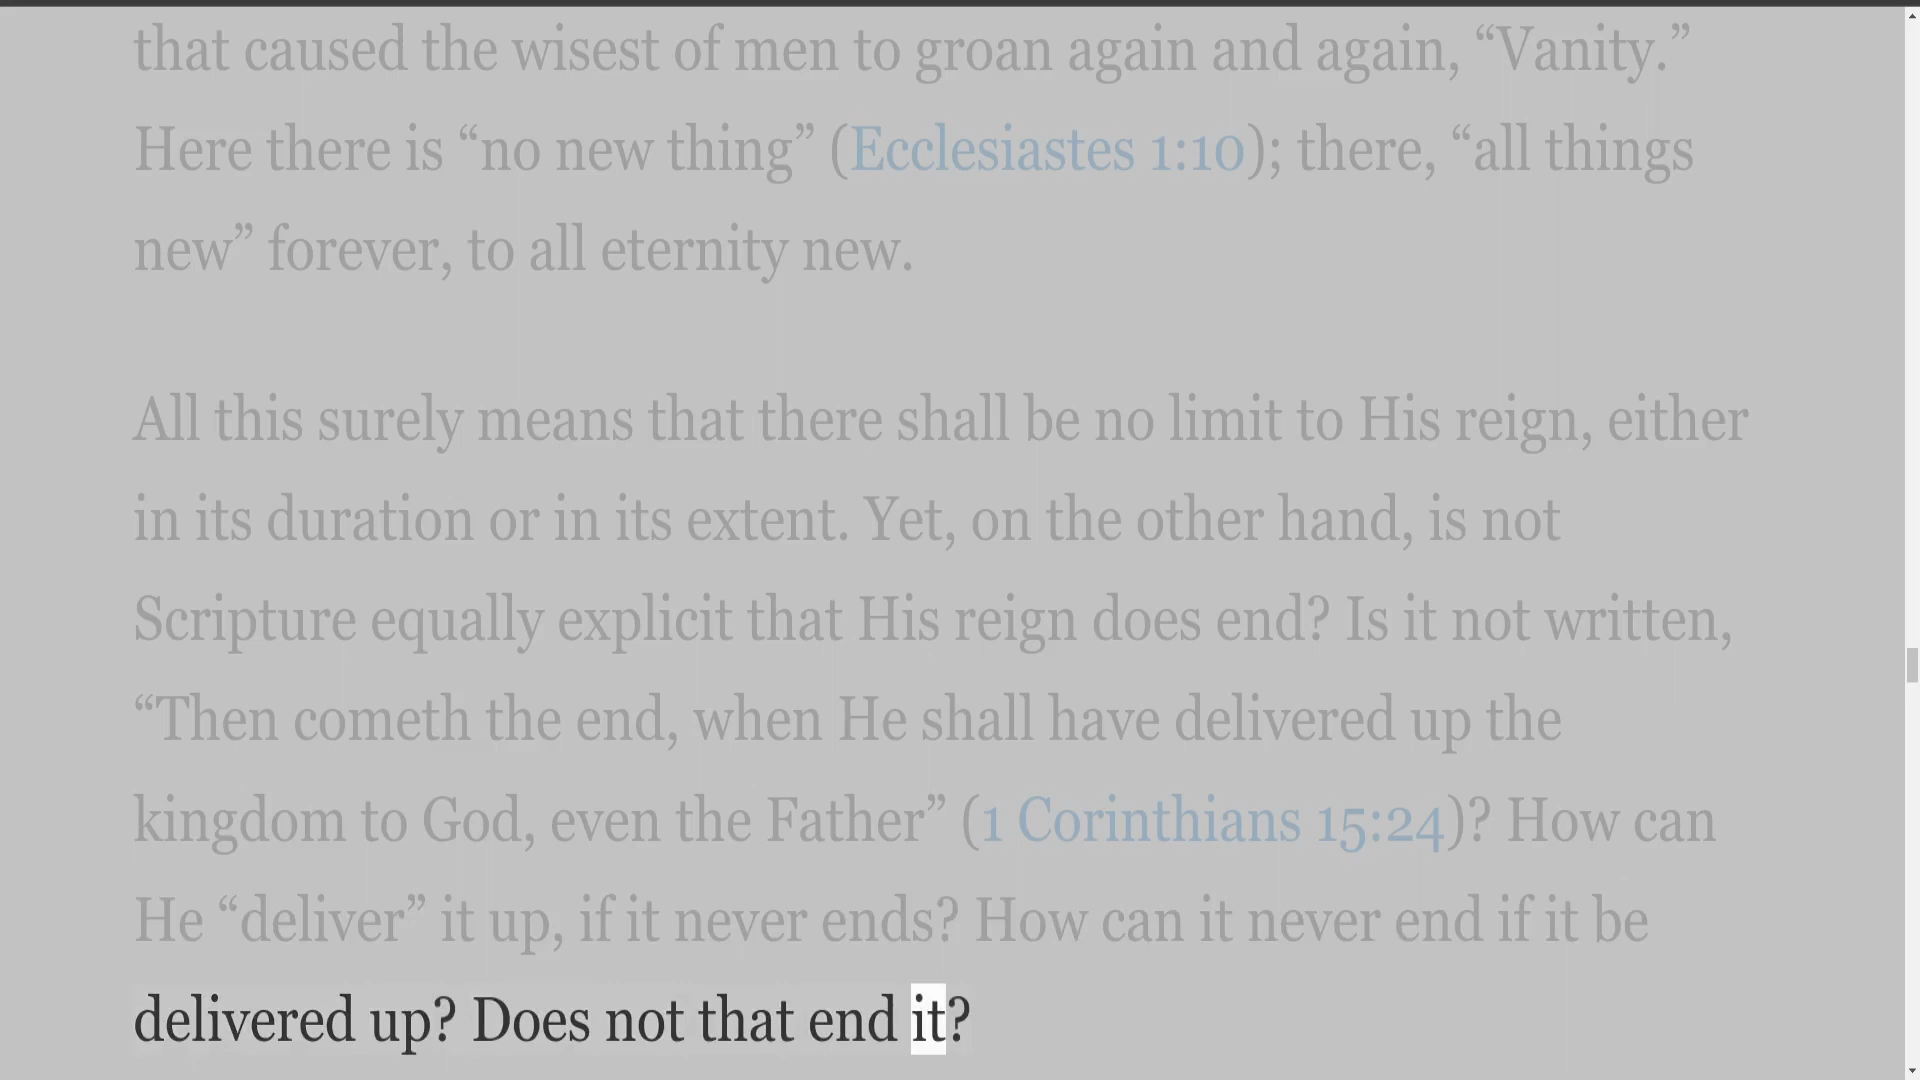 that caused the wisest of men to groan again and again, “Vanity.”
Here there is “no new thing” (Ecclesiastes 1:10); there, “all things
new” forever, to all eternity new.
All this surely means that there shall be no limit to His reign, either
in its duration or in its extent. Yet, on the other hand, is not
Scripture equally explicit that His reign does end? Is it not written,
“Then cometh the end, when He shall have delivered up the
kingdom to God, even the Father” (1 Corinthians 15:24)? How can
He “deliver” it up, if it never ends? How can it never end if it be
delivered up? Does not that end it?